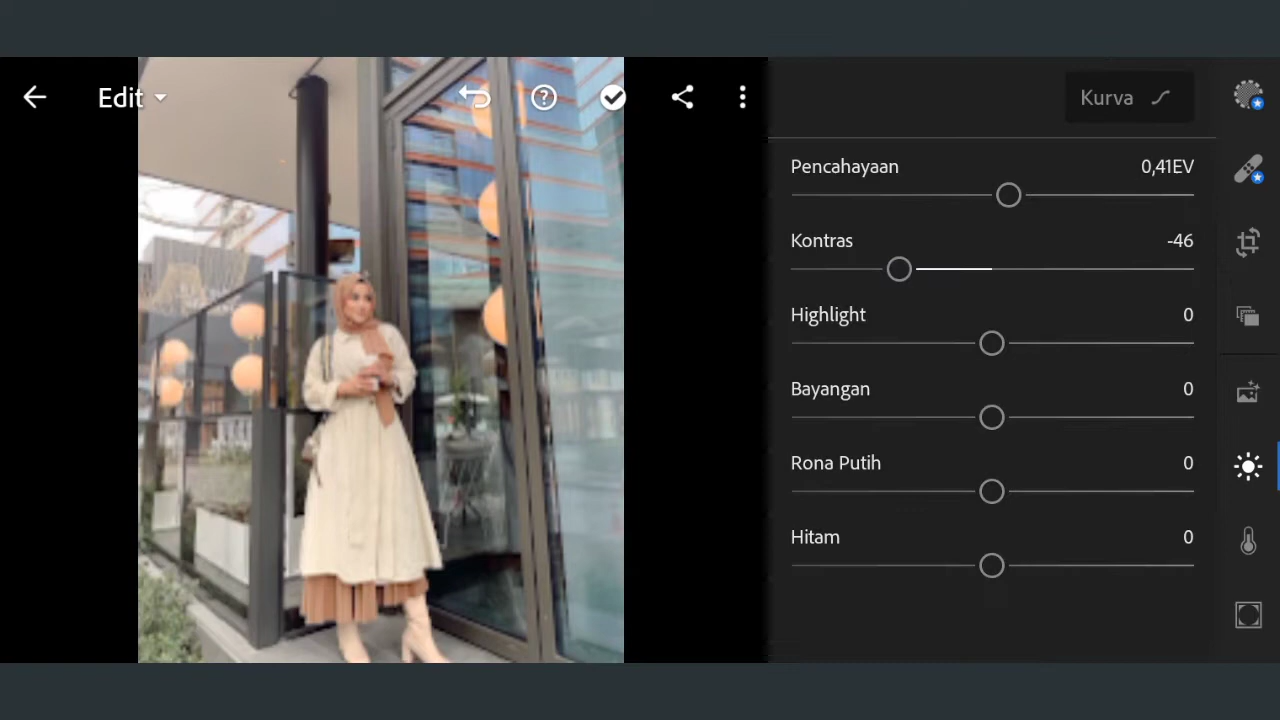 Edit
Kurva
Pencahayaan 0,41EV
Kontras -46
Highlight 0
Bayangan 0
Rona Putih 0
Hitam 0